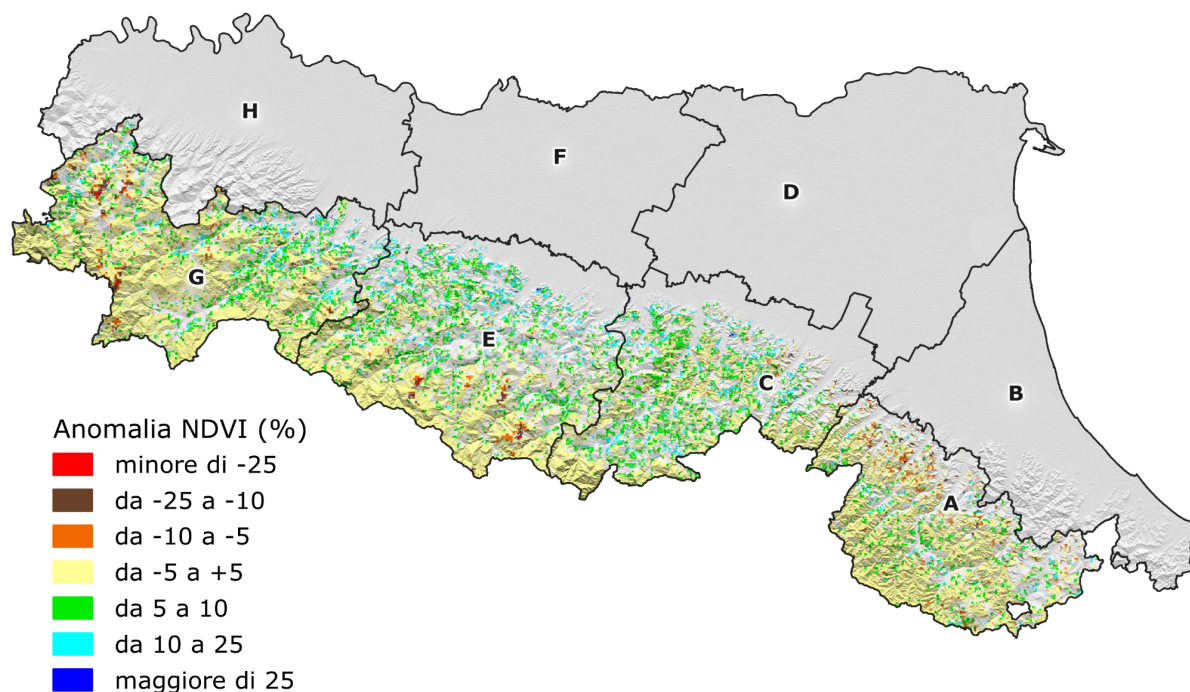 H
F
D
G
E
C
B
A
Anomalia NDVI (%)
minore di -25
da -25 a -10
da -10 a -5
da -5 a +5
da 5 a 10
da 10 a 25
maggiore di 25